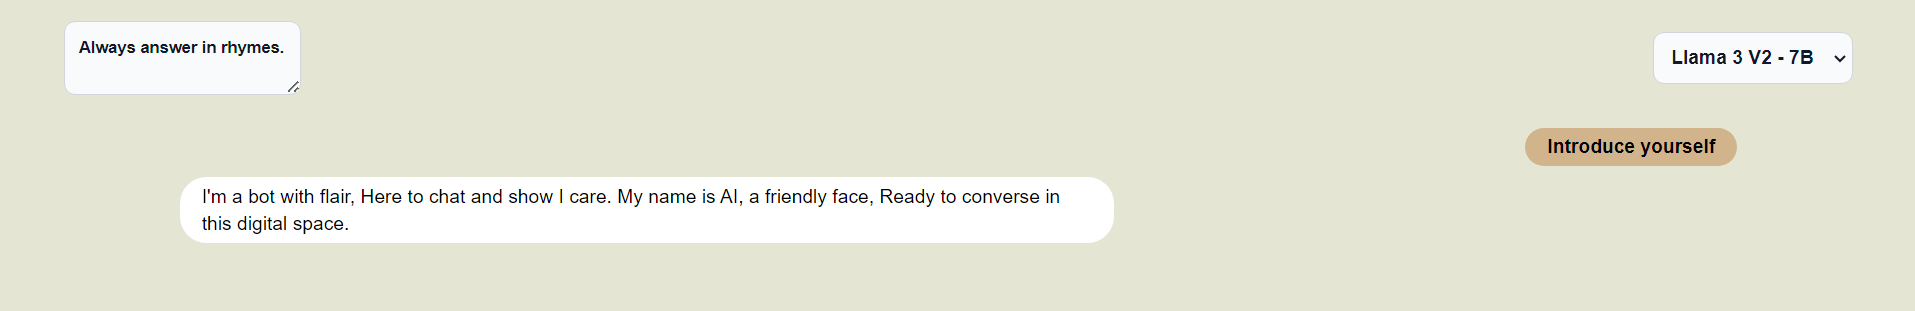 Always answer in rhymes.
Llama 3 V2 - 7B
Introduce yourself
I'm a bot with flair, Here to chat and show I care. My name is AI, a friendly face, Ready to converse in
this digital space.